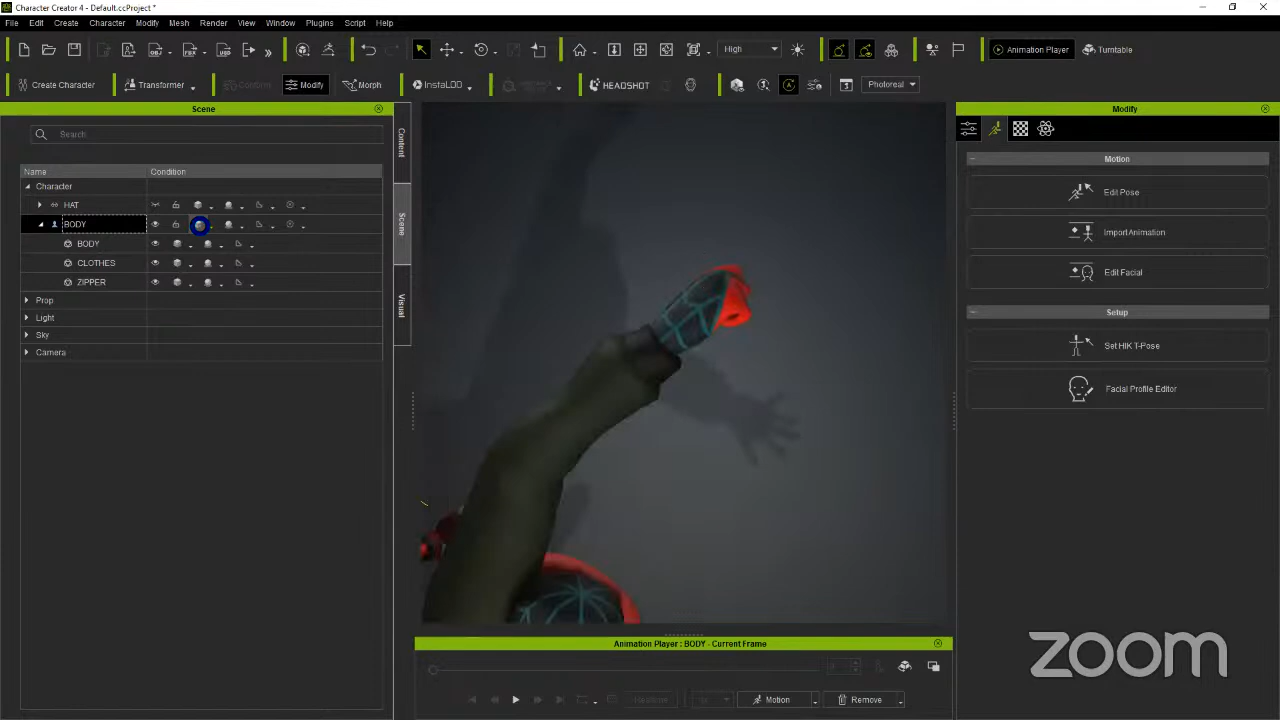 Character Creator 4 - Default.ccProject *
File Edit Create Character Modify Mesh Render View Window Plugins Script Help
High Animation Player Turntable
Create Character Transformer Conform Modify Morph InstaLOD HEADSHOT Photoreal
Scene
Search
Name Condition
Character
HAT
BODY
BODY
CLOTHES
ZIPPER
Prop
Light
Sky
Camera
Content
Scene
Visual
Modify
Motion
Edit Pose
Import Animation
Edit Facial
Setup
Set HIK T-Pose
Facial Profile Editor
Animation Player : BODY - Current Frame
Realtime Motion Remove
zoom